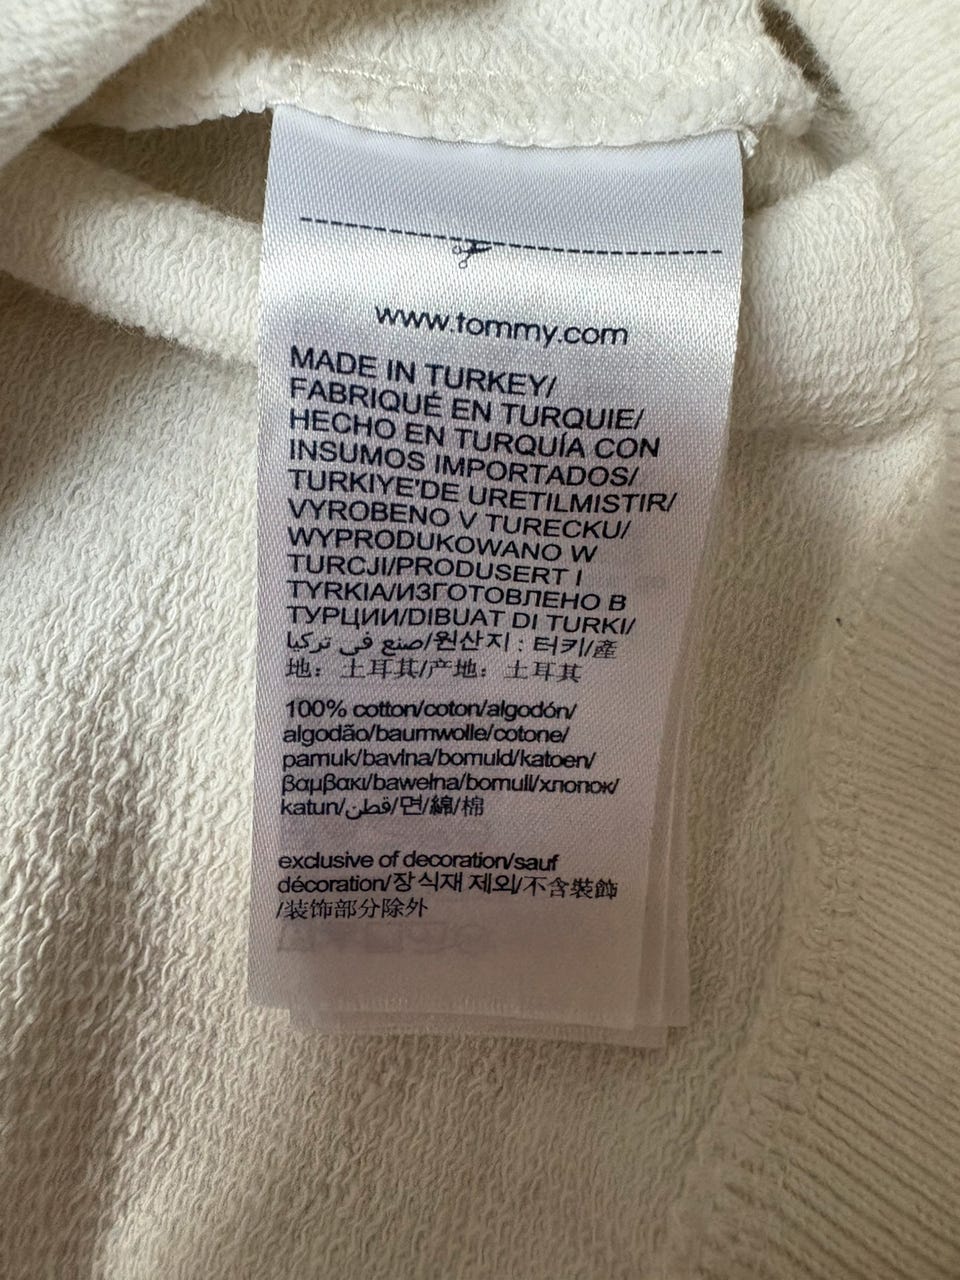 www.tommy.com
MADE IN TURKEY/
FABRIQUÉ EN TURQUIE/
HECHO EN TURQUÍA CON
INSUMOS IMPORTADOS/
TURKIYE'DE URETILMISTIR/
VYROBENO V TURECKU/
WYPRODUKOWANO W
TURCJI/PRODUSERT I
TYRKIA/ИЗГОТОВЛЕНО В
ТУРЦИИ/DIBUAT DI TURKI/
صنع في تركيا/원산지 : 터키/產
地：土耳其/产地：土耳其
100% cotton/coton/algodón/
algodão/baumwolle/cotone/
pamuk/bavlna/bomuld/katoen/
βαμβακι/bawełna/bomull/хлопок/
katun/قطن/면/綿/棉
exclusive of decoration/sauf
décoration/장식재 제외/不含裝飾
/装饰部分除外